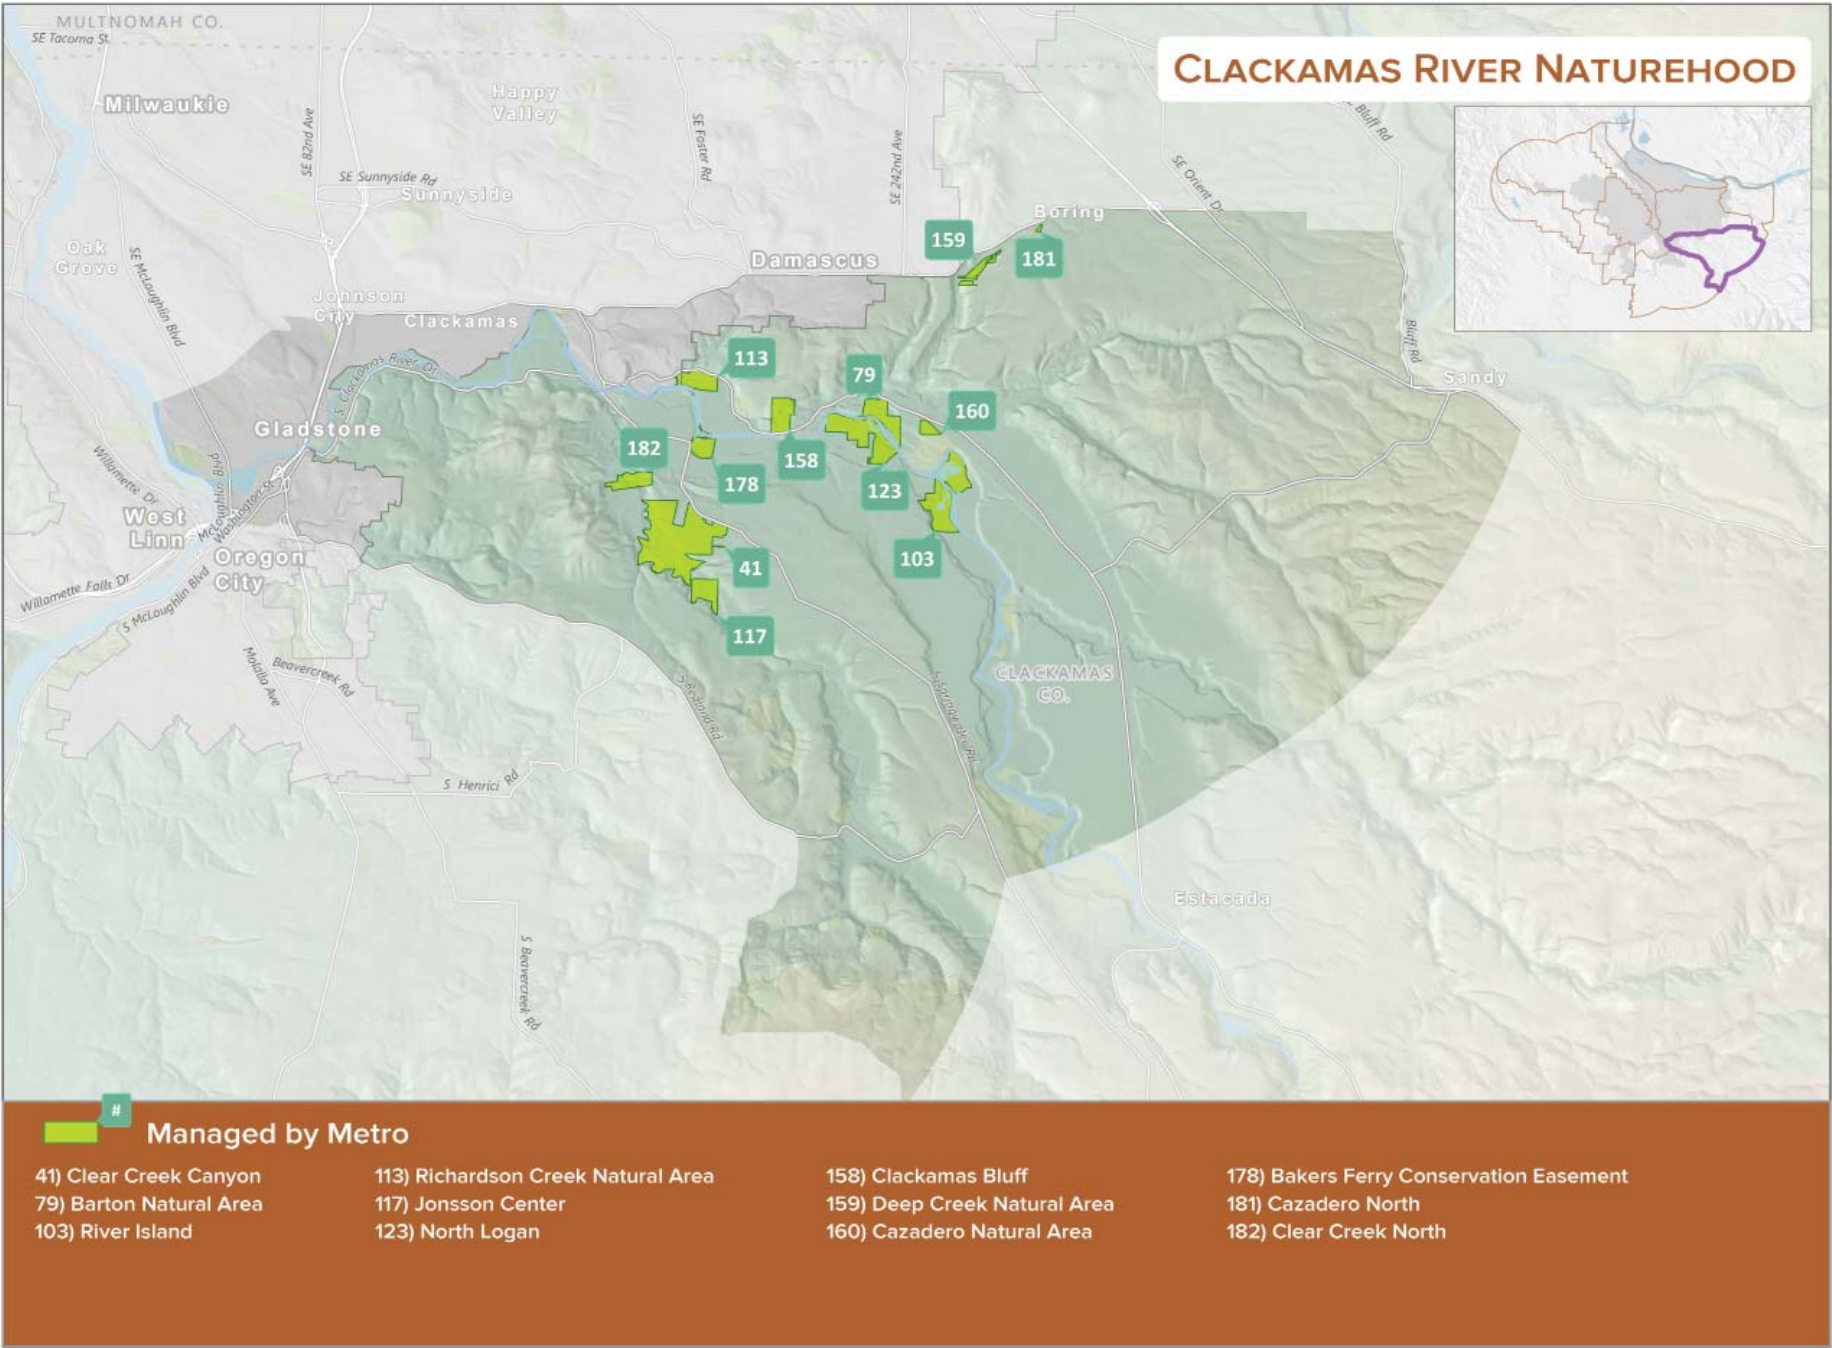 MULTNOMAH CO.
SE Tacoma St
CLACKAMAS RIVER NATUREHOOD
Milwaukie
Happy
Valley
SE 82nd Ave
SE Foster Rd
SE 242nd Ave
Bluff Rd
SE Orient Dr
SE Sunnyside Rd
Sunnyside
Boring
159
181
Oak
Grove
SE McLoughlin Blvd
Damascus
Johnson
City
Clackamas
Bluff Rd
S Clackamas River Dr
113
79
Sandy
160
Gladstone
182
158
178
123
Willamette Dr
McLoughlin Blvd
Washington St
West
Linn
Oregon
City
103
41
Willamette Falls Dr
S McLoughlin Blvd
117
Molalla Ave
Beavercreek Rd
S Redland Rd
S Springwater Rd
CLACKAMAS
CO.
S Henrici Rd
Estacada
S Beavercreek Rd
#
Managed by Metro
41) Clear Creek Canyon
79) Barton Natural Area
103) River Island
113) Richardson Creek Natural Area
117) Jonsson Center
123) North Logan
158) Clackamas Bluff
159) Deep Creek Natural Area
160) Cazadero Natural Area
178) Bakers Ferry Conservation Easement
181) Cazadero North
182) Clear Creek North